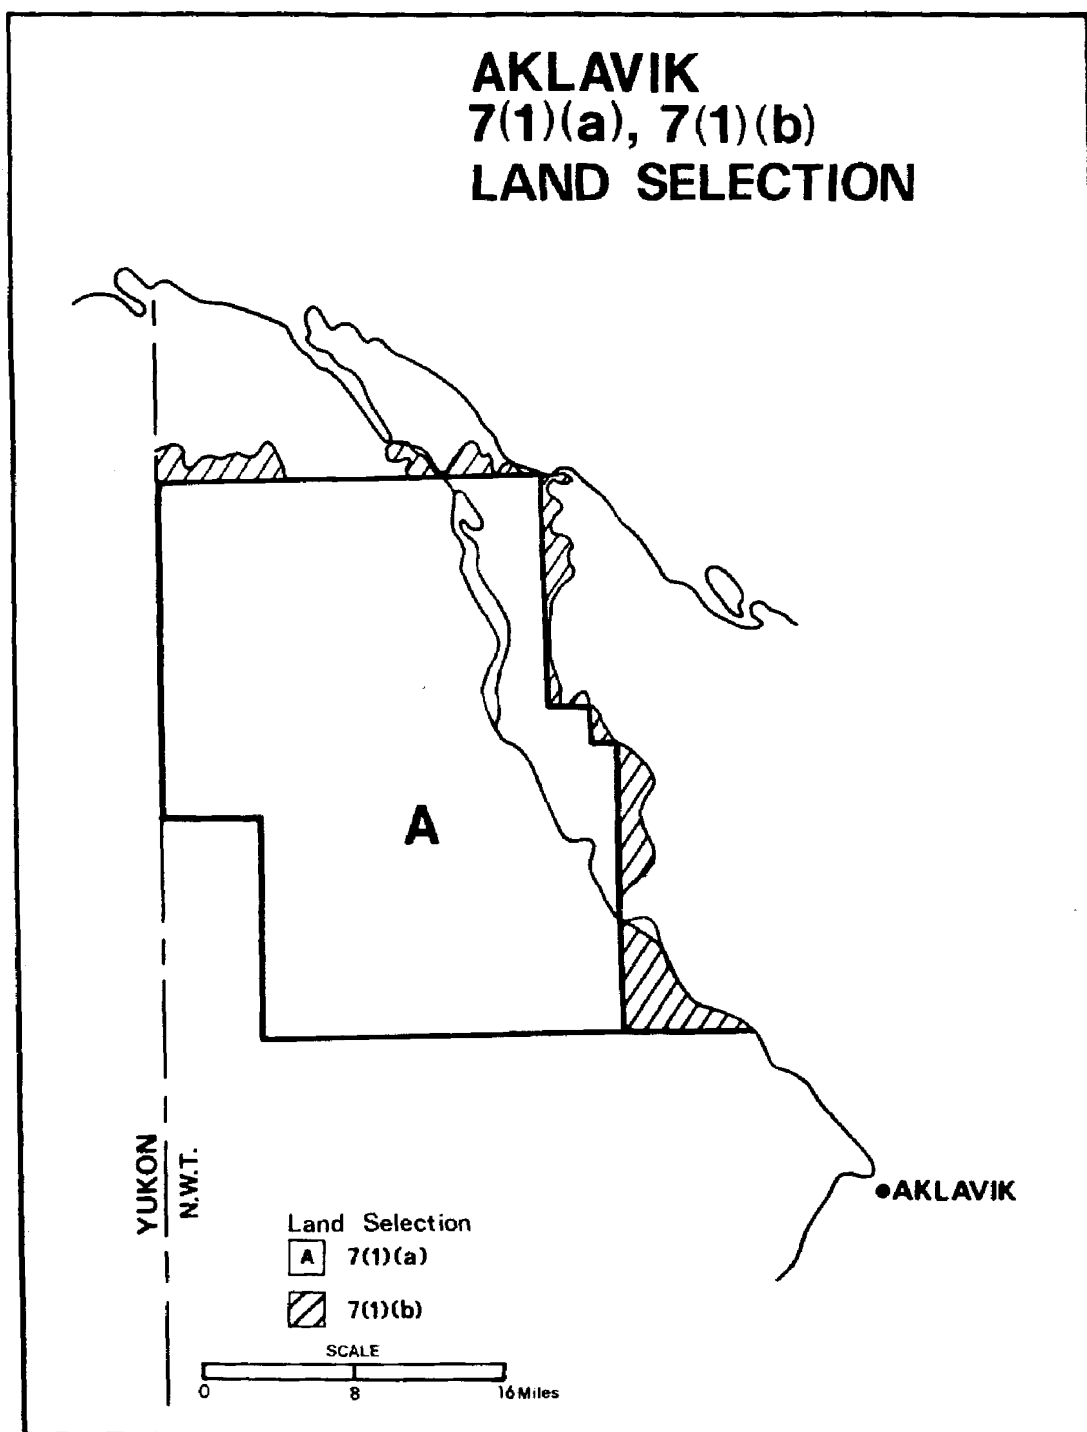 AKLAVIK
7(1)(a), 7(1)(b)
LAND SELECTION
A
YUKON
N.W.T.
AKLAVIK
Land Selection
A 7(1)(a)
7(1)(b)
SCALE
0 8 16 Miles